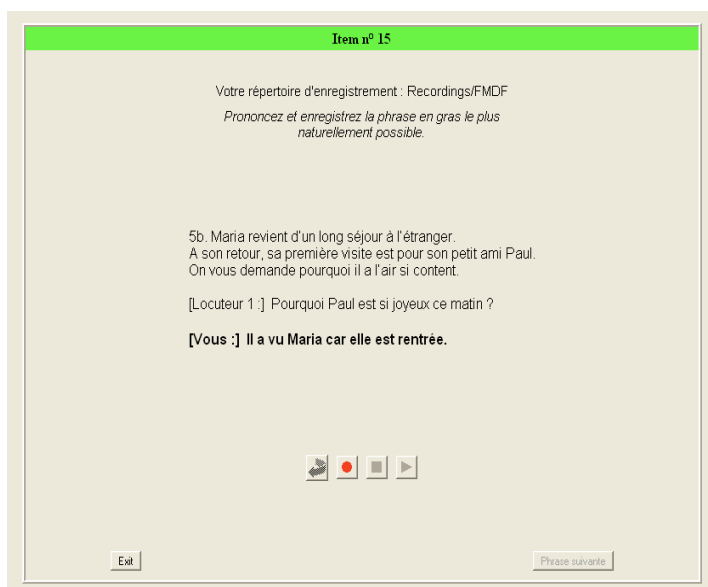 Item nº 15
Votre répertoire d'enregistrement : Recordings/FMDF
Prononcez et enregistrez la phrase en gras le plus
naturellement possible.
5b. Maria revient d'un long séjour à l'étranger.
A son retour, sa première visite est pour son petit ami Paul.
On vous demande pourquoi il a l'air si content.
[Locuteur 1 :] Pourquoi Paul est si joyeux ce matin ?
[Vous :] Il a vu Maria car elle est rentrée.
Exit
Phrase suivante